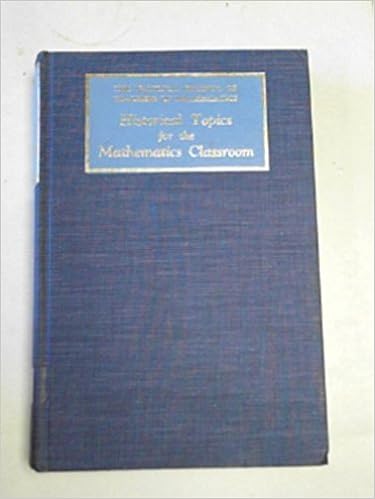 THE NATIONAL COUNCIL OF
TEACHERS OF MATHEMATICS
Historical Topics
for the
Mathematics Classroom